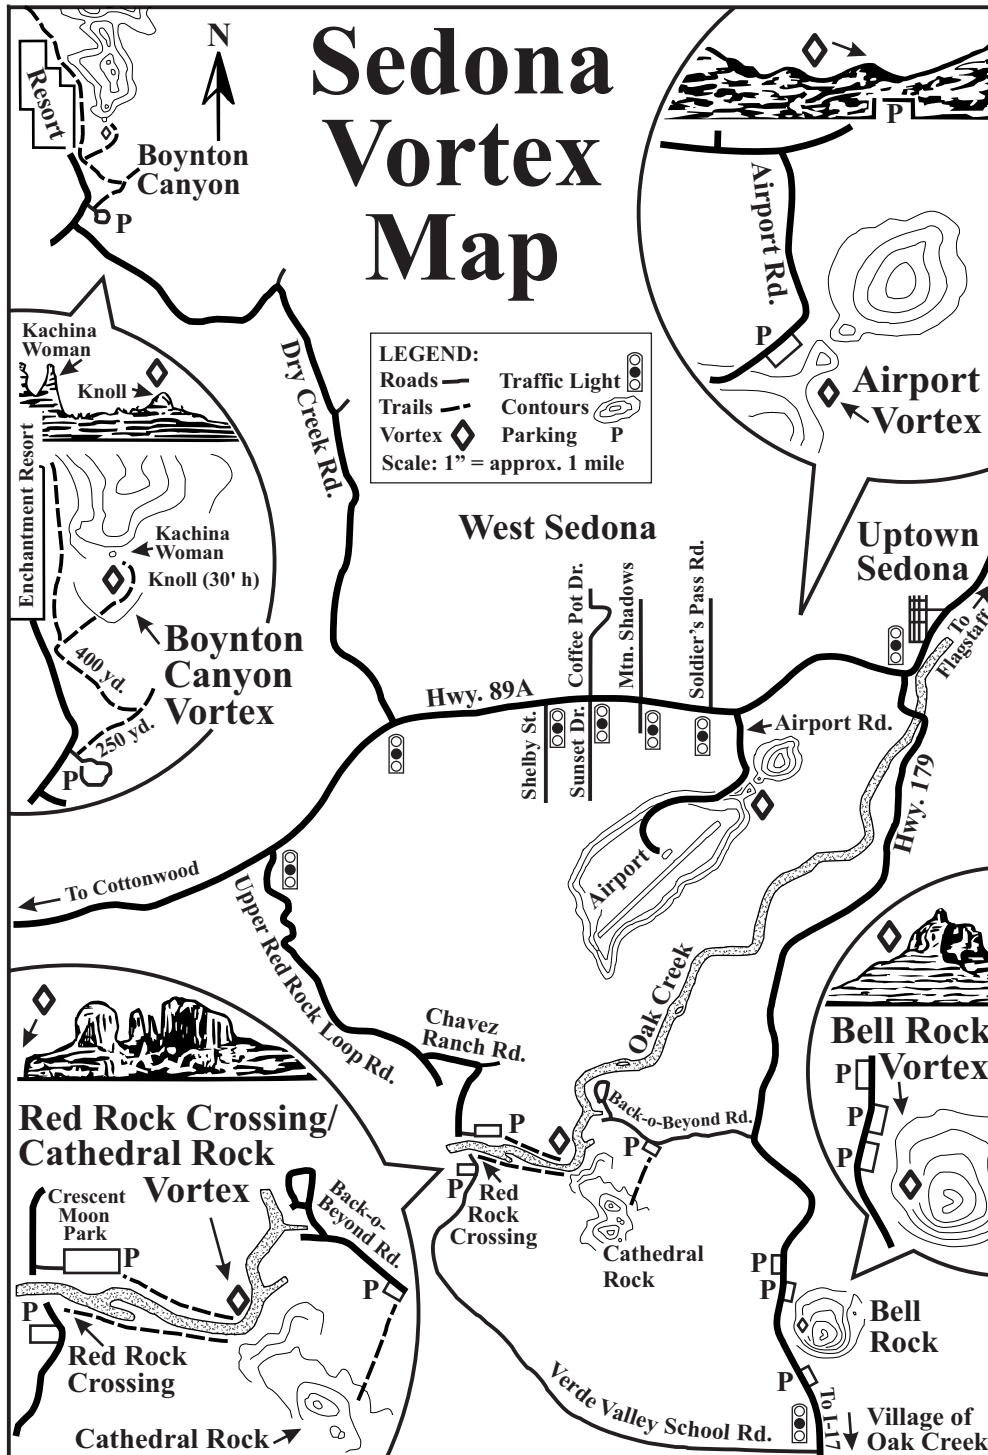 Sedona
Vortex
Map
N
Resort
Boynton
Canyon
P
P
Airport Rd.
P
Airport
Vortex
Kachina
Woman
Knoll
Enchantment Resort
Kachina
Woman
Knoll (30' h)
Boynton
Canyon
Vortex
400 yd.
250 yd.
P
Dry Creek Rd.
LEGEND:
Roads
Traffic Light
Trails
Contours
Vortex
Parking P
Scale: 1” = approx. 1 mile
West Sedona
Uptown
Sedona
To
Flagstaff
Coffee Pot Dr.
Mtn. Shadows
Soldier’s Pass Rd.
Hwy. 89A
Shelby St.
Sunset Dr.
Airport Rd.
Hwy. 179
Airport
To Cottonwood
Upper Red Rock Loop Rd.
Oak Creek
Chavez
Ranch Rd.
Back-o-Beyond Rd.
P
P
P
Red
Rock
Crossing
Cathedral
Rock
Bell Rock
Vortex
P
P
P
Red Rock Crossing/
Cathedral Rock
Vortex
Crescent
Moon
Park
P
Back-o-
Beyond Rd.
P
P
Red Rock
Crossing
Cathedral Rock
P
P
Bell
Rock
P
Verde Valley School Rd.
To I-17
Village of
Oak Creek